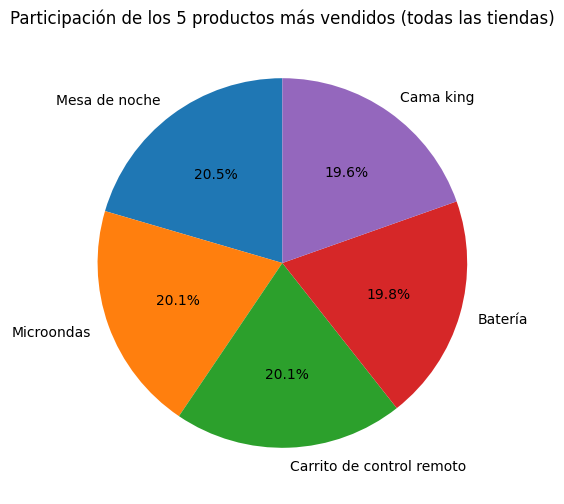 Participación de los 5 productos más vendidos (todas las tiendas)
Mesa de noche
Cama king
20.5%
19.6%
20.1%
19.8%
Microondas
Batería
20.1%
Carrito de control remoto